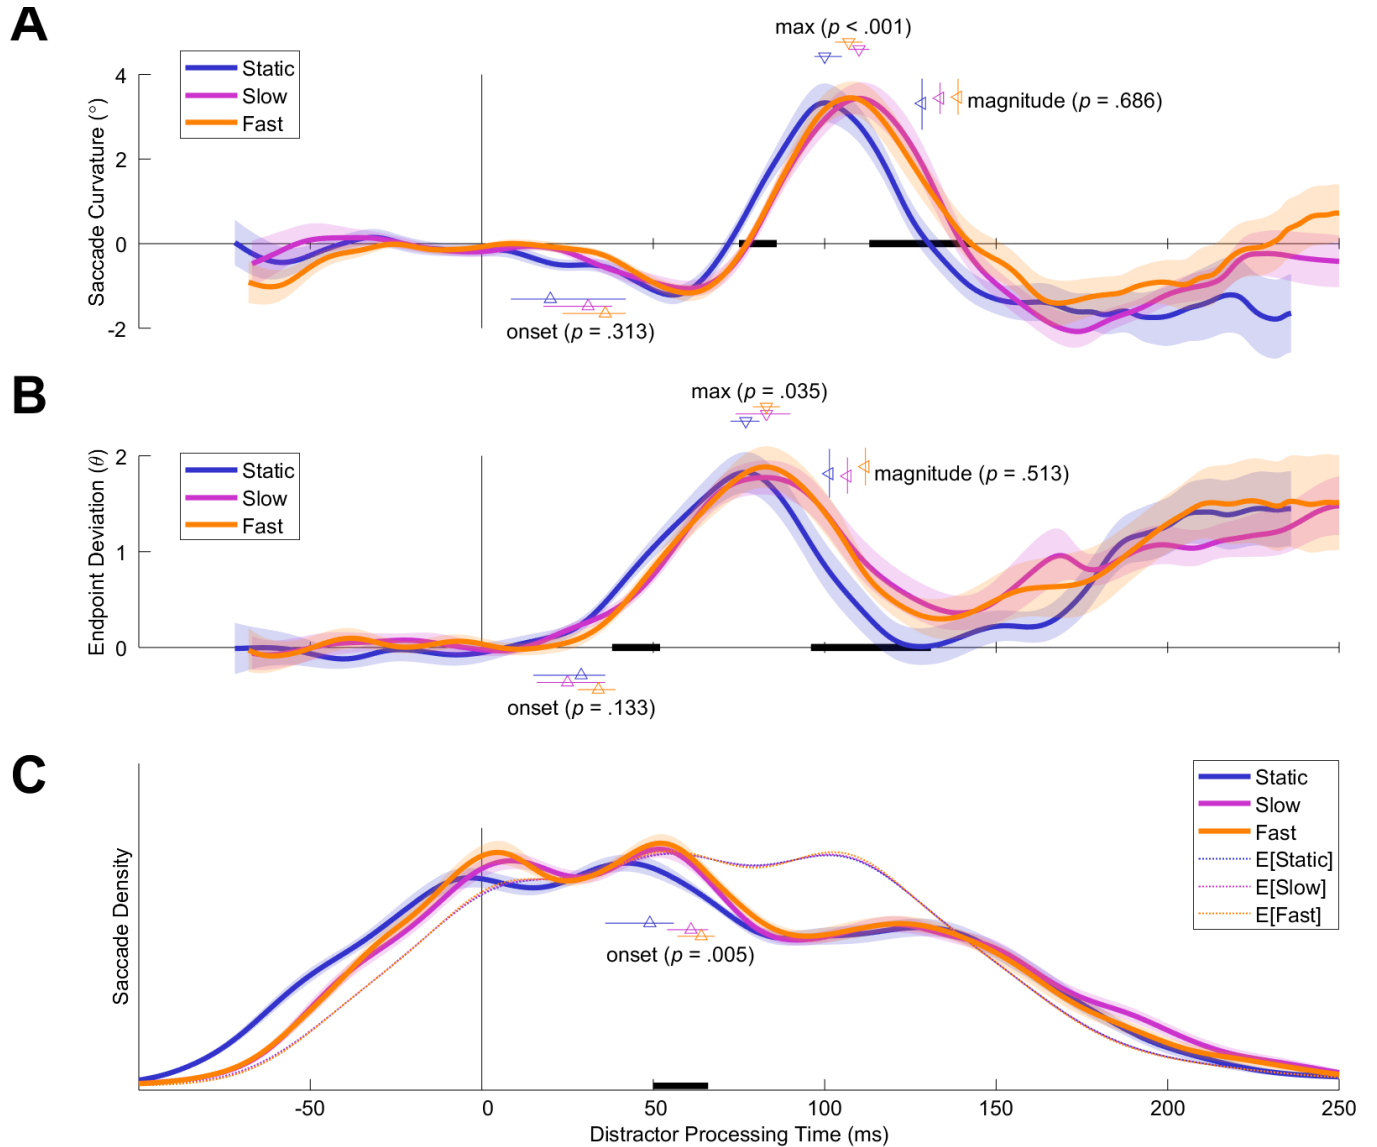 A
max (p < .001)
Static
Slow
Fast
magnitude (p = .686)
Saccade Curvature (°)
4
2
0
-2
onset (p = .313)
B
max (p = .035)
Static
Slow
Fast
magnitude (p = .513)
Endpoint Deviation (θ)
2
1
0
onset (p = .133)
C
Static
Slow
Fast
E[Static]
E[Slow]
E[Fast]
Saccade Density
onset (p = .005)
-50
0
50
100
150
200
250
Distractor Processing Time (ms)